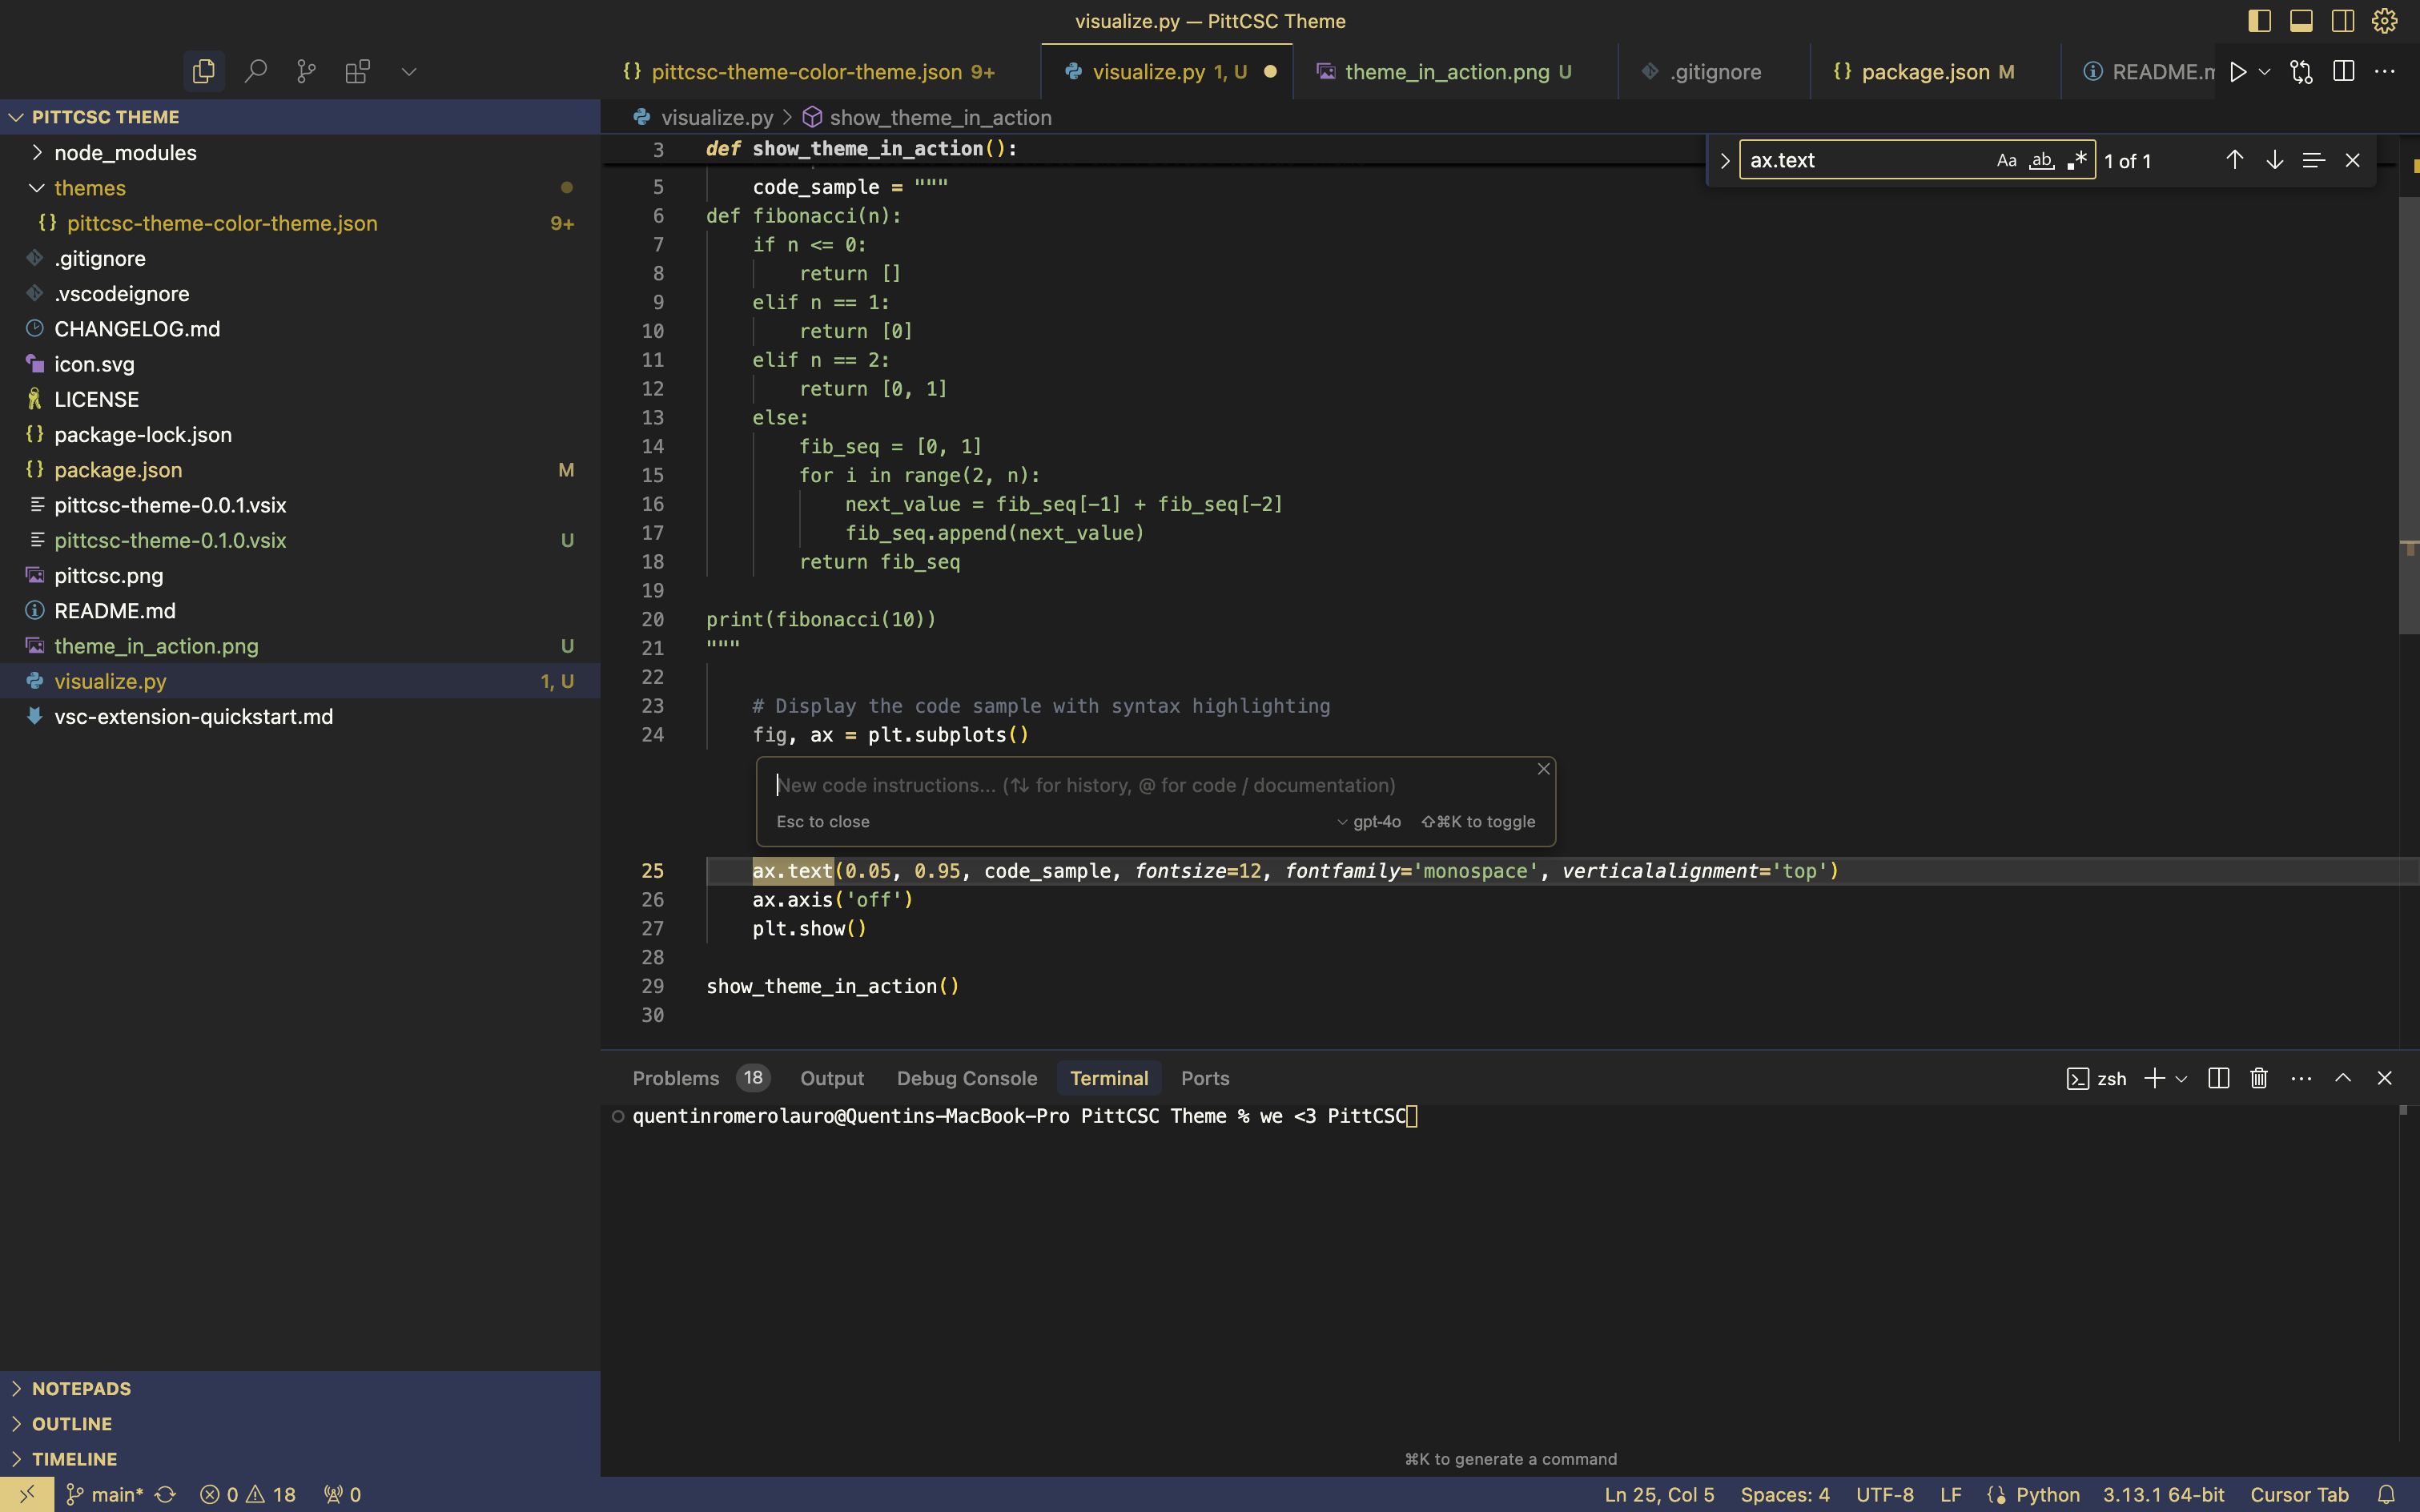 visualize.py — PittCSC Theme
{} pittcsc-theme-color-theme.json 9+
visualize.py 1, U
theme_in_action.png U
.gitignore
{} package.json M
README.m
PITTCSC THEME
node_modules
themes
{} pittcsc-theme-color-theme.json 9+
.gitignore
.vscodeignore
CHANGELOG.md
icon.svg
LICENSE
{} package-lock.json
{} package.json M
pittcsc-theme-0.0.1.vsix
pittcsc-theme-0.1.0.vsix U
pittcsc.png
README.md
theme_in_action.png U
visualize.py 1, U
vsc-extension-quickstart.md
NOTEPADS
OUTLINE
TIMELINE
visualize.py > show_theme_in_action
ax.text Aa ab .* 1 of 1
3 def show_theme_in_action():
5 code_sample = """
6 def fibonacci(n):
7 if n <= 0:
8 return []
9 elif n == 1:
10 return [0]
11 elif n == 2:
12 return [0, 1]
13 else:
14 fib_seq = [0, 1]
15 for i in range(2, n):
16 next_value = fib_seq[-1] + fib_seq[-2]
17 fib_seq.append(next_value)
18 return fib_seq
19
20 print(fibonacci(10))
21 """
22
23 # Display the code sample with syntax highlighting
24 fig, ax = plt.subplots()
New code instructions... (↑↓ for history, @ for code / documentation)
Esc to close gpt-4o ⇧⌘K to toggle
25 ax.text(0.05, 0.95, code_sample, fontsize=12, fontfamily='monospace', verticalalignment='top')
26 ax.axis('off')
27 plt.show()
28
29 show_theme_in_action()
30
Problems 18 Output Debug Console Terminal Ports zsh
quentinromerolauro@Quentins-MacBook-Pro PittCSC Theme % we <3 PittCSC
⌘K to generate a command
main* 0 18 0 Ln 25, Col 5 Spaces: 4 UTF-8 LF Python 3.13.1 64-bit Cursor Tab